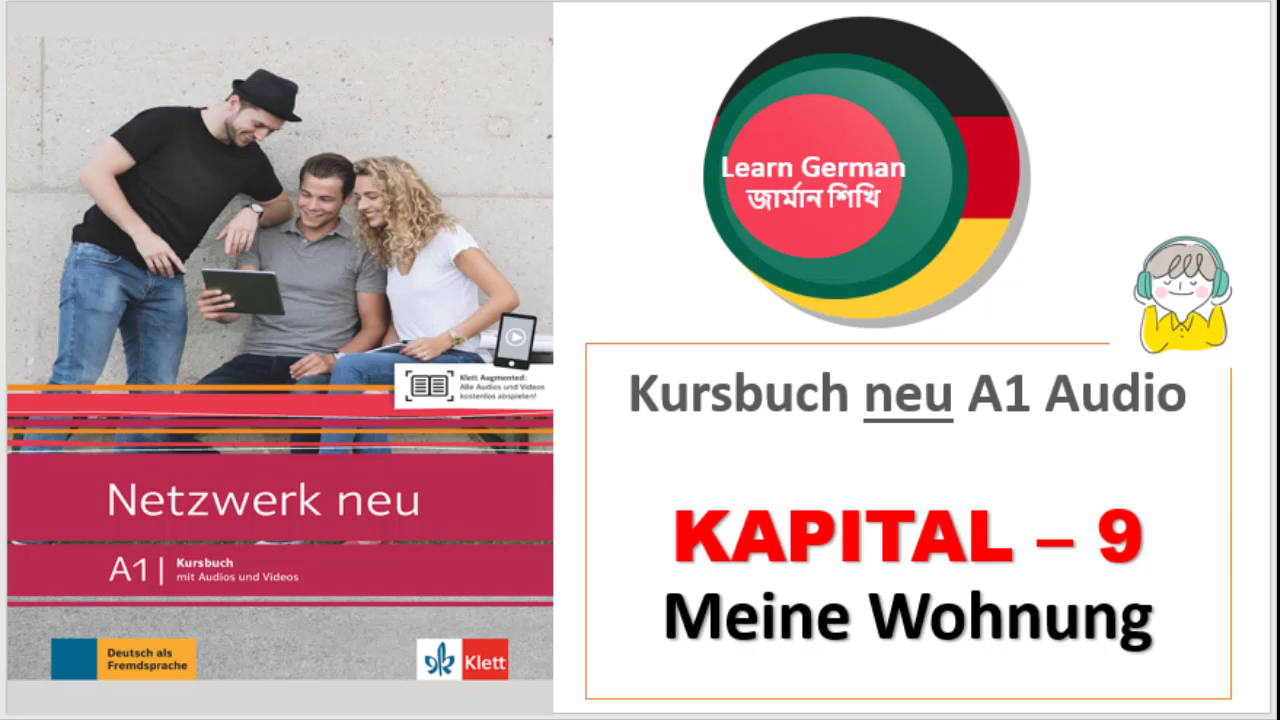 Klett Augmented:
Alle Audios und Videos
kostenlos abspielen!
Netzwerk neu
A1 | Kursbuch
mit Audios und Videos
Deutsch als
Fremdsprache
Klett
Learn German
জার্মান শিখি
Kursbuch neu A1 Audio
KAPITAL – 9
Meine Wohnung